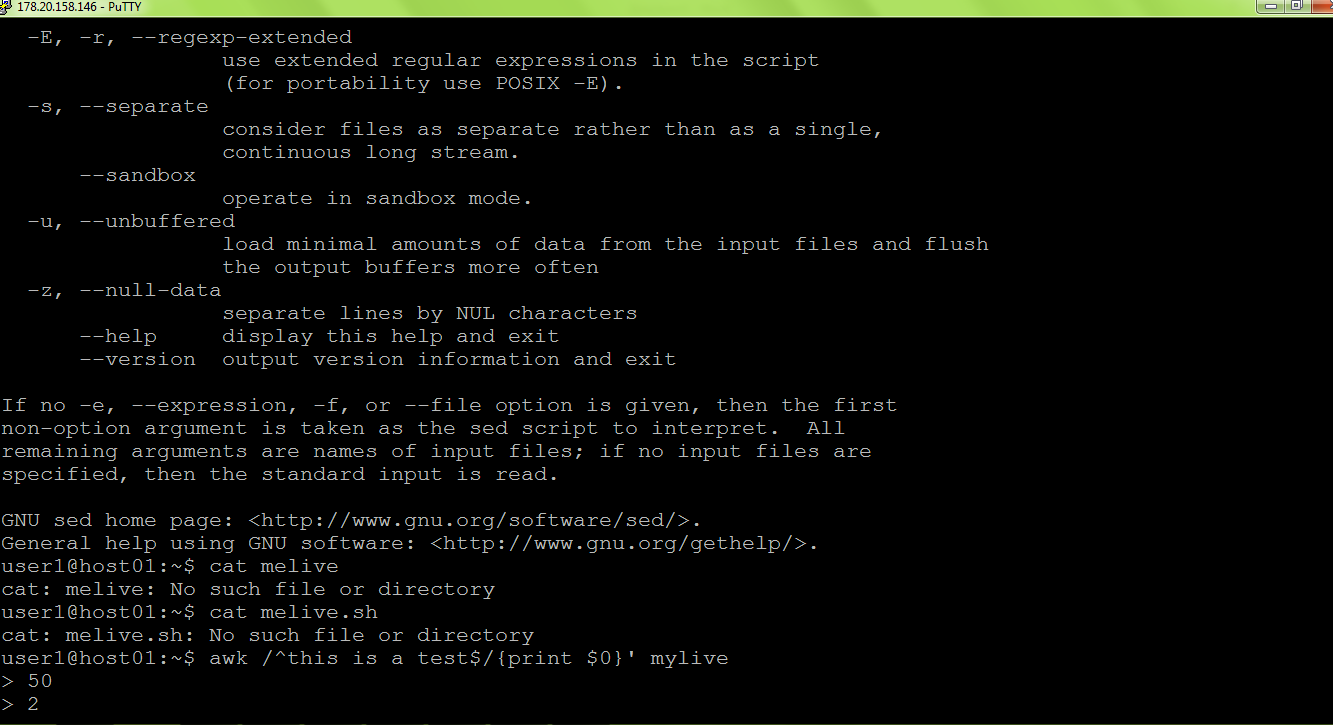 178.20.158.146 - PuTTY
-E, -r, --regexp-extended
use extended regular expressions in the script
(for portability use POSIX -E).
-s, --separate
consider files as separate rather than as a single,
continuous long stream.
--sandbox
operate in sandbox mode.
-u, --unbuffered
load minimal amounts of data from the input files and flush
the output buffers more often
-z, --null-data
separate lines by NUL characters
--help     display this help and exit
--version  output version information and exit
If no -e, --expression, -f, or --file option is given, then the first
non-option argument is taken as the sed script to interpret.  All
remaining arguments are names of input files; if no input files are
specified, then the standard input is read.
GNU sed home page: <http://www.gnu.org/software/sed/>.
General help using GNU software: <http://www.gnu.org/gethelp/>.
user1@host01:~$ cat melive
cat: melive: No such file or directory
user1@host01:~$ cat melive.sh
cat: melive.sh: No such file or directory
user1@host01:~$ awk /^this is a test$/{print $0}' mylive
> 50
> 2